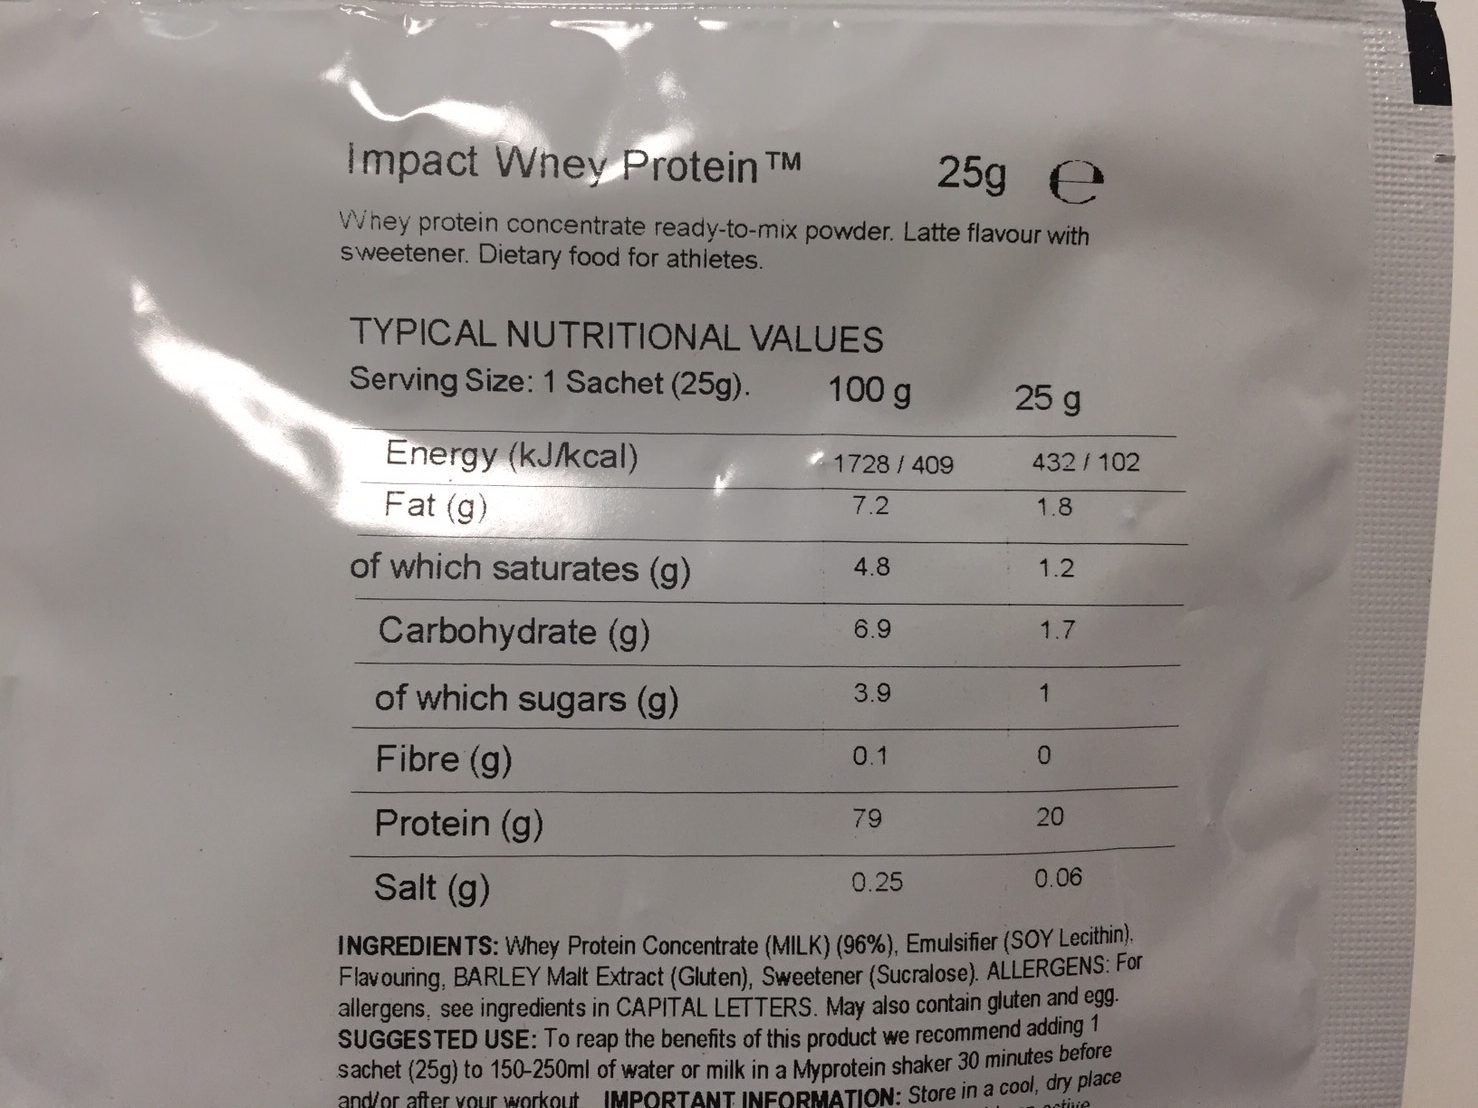 Impact Whey Protein™ 25g ℮
Whey protein concentrate ready-to-mix powder. Latte flavour with
sweetener. Dietary food for athletes.
TYPICAL NUTRITIONAL VALUES
Serving Size: 1 Sachet (25g). 100 g 25 g
Energy (kJ/kcal) 1728 / 409 432 / 102
Fat (g) 7.2 1.8
of which saturates (g) 4.8 1.2
Carbohydrate (g) 6.9 1.7
of which sugars (g) 3.9 1
Fibre (g) 0.1 0
Protein (g) 79 20
Salt (g) 0.25 0.06
INGREDIENTS: Whey Protein Concentrate (MILK) (96%), Emulsifier (SOY Lecithin),
Flavouring, BARLEY Malt Extract (Gluten), Sweetener (Sucralose). ALLERGENS: For
allergens, see ingredients in CAPITAL LETTERS. May also contain gluten and egg.
SUGGESTED USE: To reap the benefits of this product we recommend adding 1
sachet (25g) to 150-250ml of water or milk in a Myprotein shaker 30 minutes before
and/or after your workout IMPORTANT INFORMATION: Store in a cool, dry place